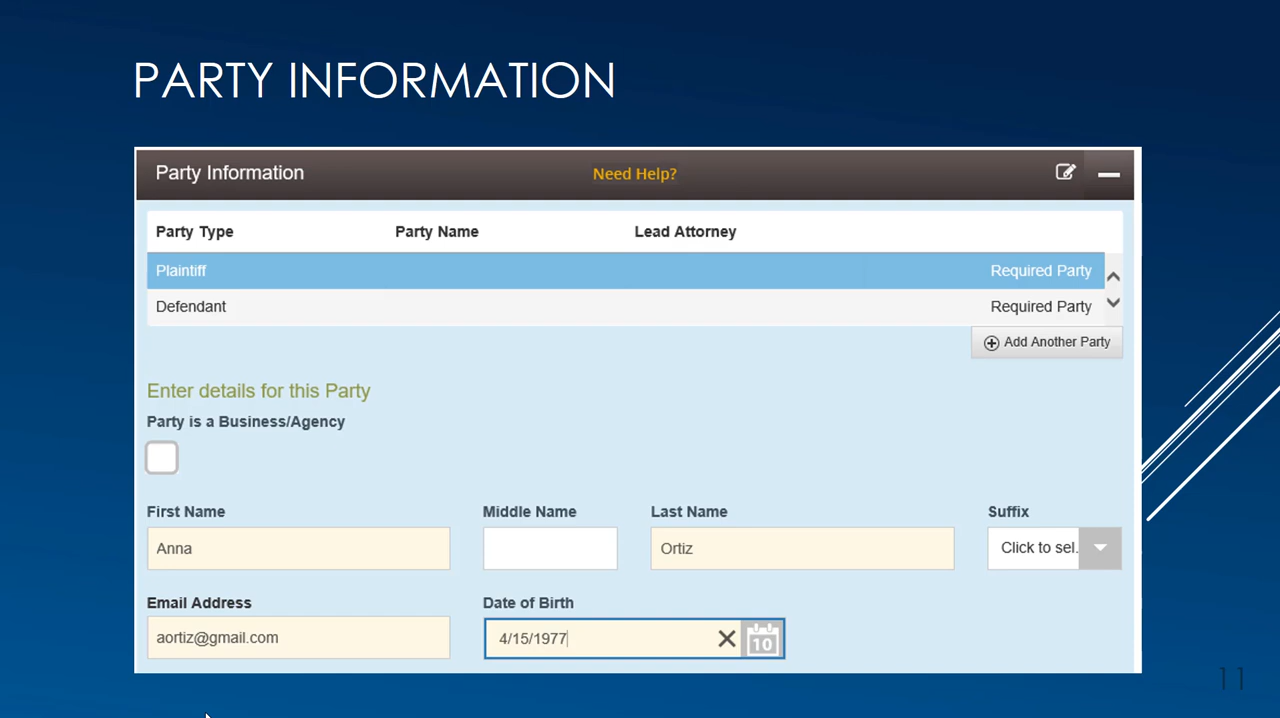 PARTY INFORMATION
Party Information Need Help?
Party Type Party Name Lead Attorney
Plaintiff Required Party
Defendant Required Party
Add Another Party
Enter details for this Party
Party is a Business/Agency
First Name Middle Name Last Name Suffix
Anna Ortiz Click to sel.
Email Address Date of Birth
aortiz@gmail.com 4/15/1977 10
11